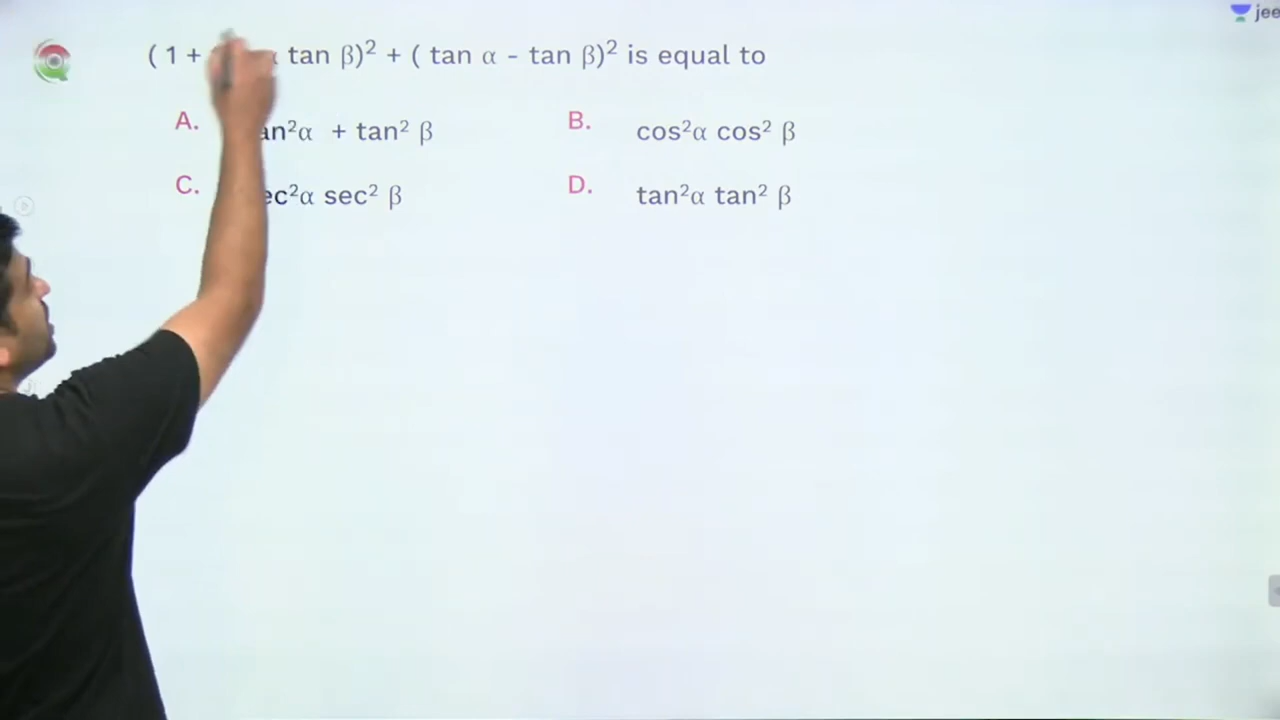 jee
( 1 + tan β)² + ( tan α - tan β)² is equal to
A. an²α + tan² β B. cos²α cos² β
C. ec²α sec² β D. tan²α tan² β